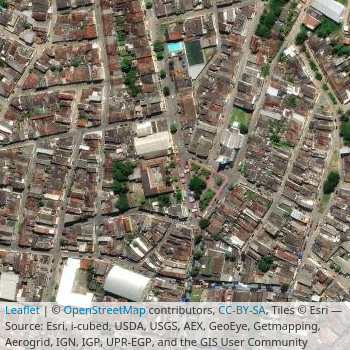 Leaflet | © OpenStreetMap contributors, CC-BY-SA, Tiles © Esri —
Source: Esri, i-cubed, USDA, USGS, AEX, GeoEye, Getmapping,
Aerogrid, IGN, IGP, UPR-EGP, and the GIS User Community